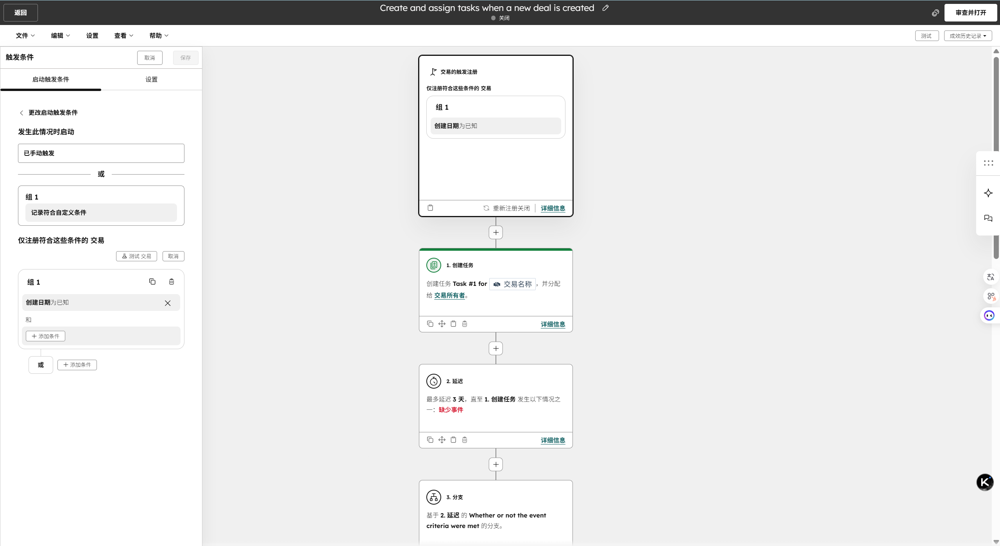 返回
Create and assign tasks when a new deal is created
关闭
审查并打开
文件
编辑
设置
查看
帮助
测试
成效历史记录
触发条件
取消
保存
启动触发条件
设置
更改启动触发条件
发生此情况时启动
已手动触发
或
组 1
记录符合自定义条件
仅注册符合这些条件的 交易
测试 交易
取消
组 1
创建日期为已知
和
添加条件
或
添加条件
交易的触发注册
仅注册符合这些条件的 交易
组 1
创建日期为已知
重新注册关闭
详细信息
1. 创建任务
创建任务 Task #1 for 交易名称，并分配
给 交易所有者。
详细信息
2. 延迟
最多延迟 3 天，直至 1. 创建任务 发生以下情况之
一：缺少事件
详细信息
3. 分支
基于 2. 延迟 的 Whether or not the event
criteria were met 的分支。
文A
K